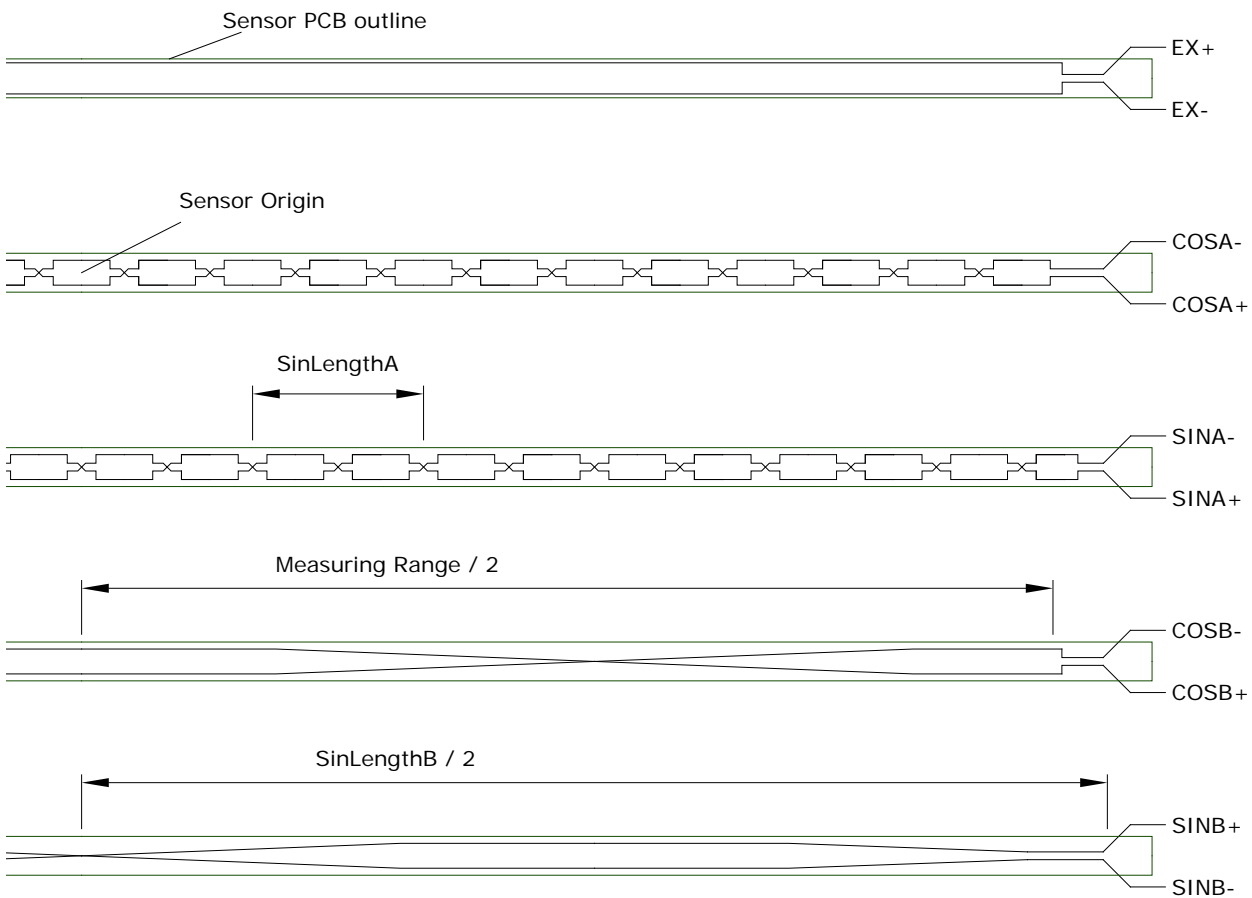 Sensor PCB outline
EX+
EX-
Sensor Origin
COSA-
COSA+
SinLengthA
SINA-
SINA+
Measuring Range / 2
COSB-
COSB+
SinLengthB / 2
SINB+
SINB-